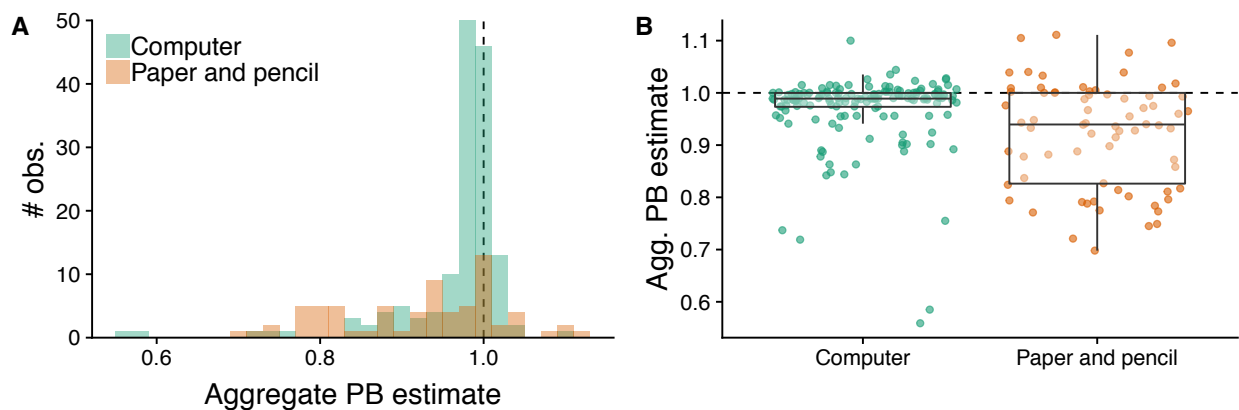 A
Computer
Paper and pencil
50
40
30
20
10
0
# obs.
0.6
0.8
1.0
Aggregate PB estimate
B
1.1
1.0
0.9
0.8
0.7
0.6
Agg. PB estimate
Computer
Paper and pencil